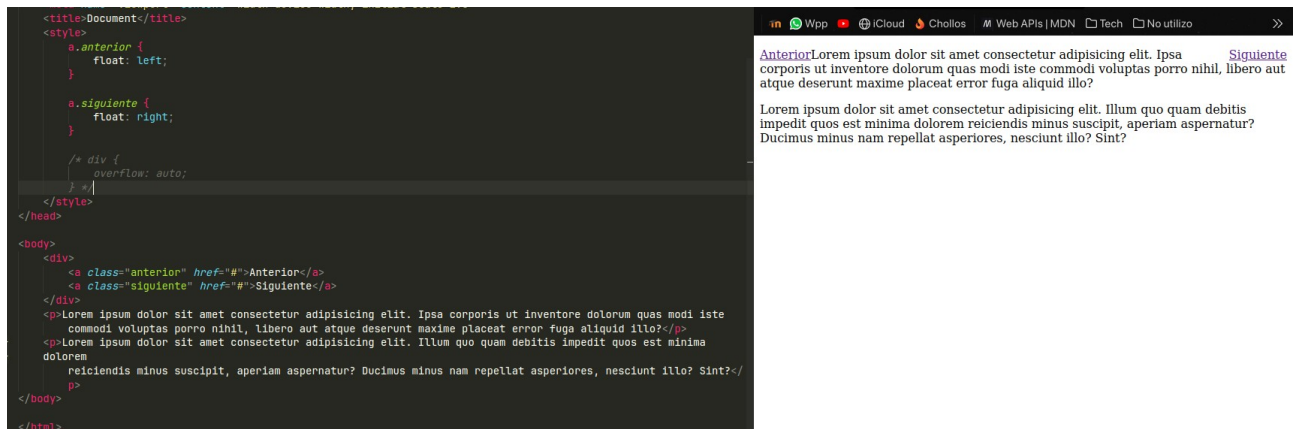 <title>Document</title>
<style>
a.anterior {
float: left;
}
a.siguiente {
float: right;
}
/* div {
overflow: auto;
} */
</style>
</head>
<body>
<div>
<a class="anterior" href="#">Anterior</a>
<a class="siguiente" href="#">Siguiente</a>
</div>
<p>Lorem ipsum dolor sit amet consectetur adipisicing elit. Ipsa corporis ut inventore dolorum quas modi iste
commodi voluptas porro nihil, libero aut atque deserunt maxime placeat error fuga aliquid illo?</p>
<p>Lorem ipsum dolor sit amet consectetur adipisicing elit. Illum quo quam debitis impedit quos est minima
dolorem
reiciendis minus suscipit, aperiam aspernatur? Ducimus minus nam repellat asperiores, nesciunt illo? Sint?</
p>
</body>
</html>
in Wpp iCloud Chollos M Web APIs | MDN Tech No utilizo »
AnteriorLorem ipsum dolor sit amet consectetur adipisicing elit. Ipsa Siguiente
corporis ut inventore dolorum quas modi iste commodi voluptas porro nihil, libero aut
atque deserunt maxime placeat error fuga aliquid illo?
Lorem ipsum dolor sit amet consectetur adipisicing elit. Illum quo quam debitis
impedit quos est minima dolorem reiciendis minus suscipit, aperiam aspernatur?
Ducimus minus nam repellat asperiores, nesciunt illo? Sint?